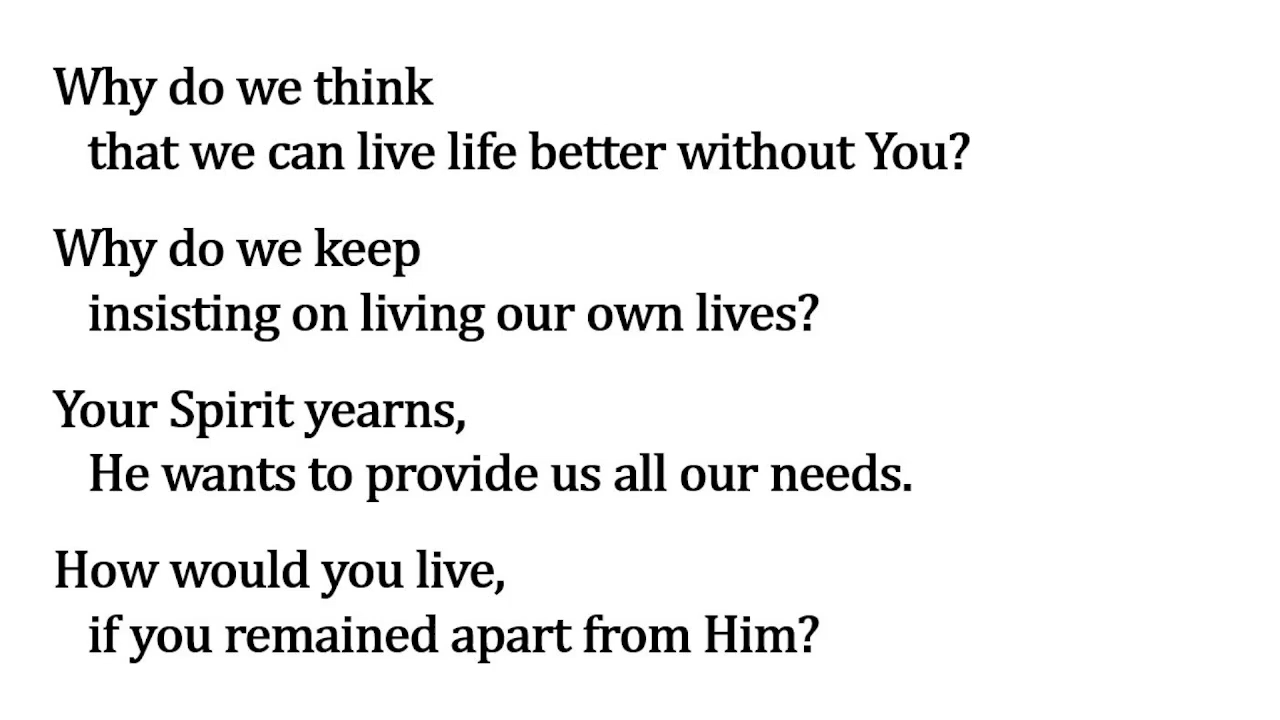 Why do we think
that we can live life better without You?
Why do we keep
insisting on living our own lives?
Your Spirit yearns,
He wants to provide us all our needs.
How would you live,
if you remained apart from Him?